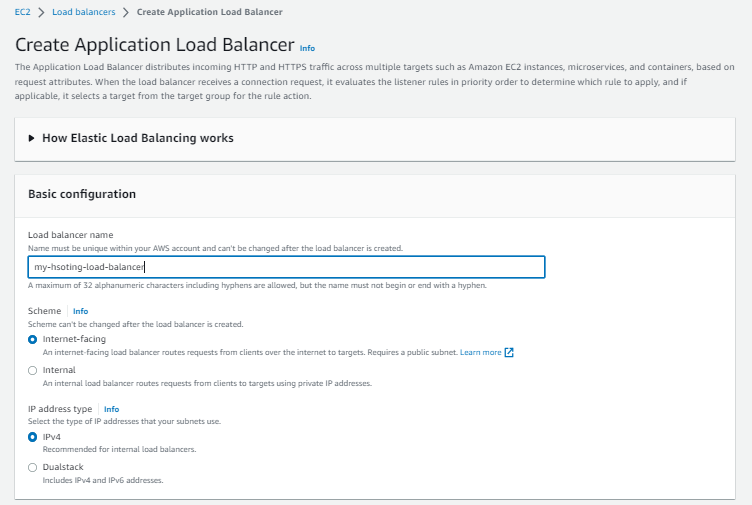 EC2 > Load balancers > Create Application Load Balancer
Create Application Load Balancer Info
The Application Load Balancer distributes incoming HTTP and HTTPS traffic across multiple targets such as Amazon EC2 instances, microservices, and containers, based on
request attributes. When the load balancer receives a connection request, it evaluates the listener rules in priority order to determine which rule to apply, and if
applicable, it selects a target from the target group for the rule action.
How Elastic Load Balancing works
Basic configuration
Load balancer name
Name must be unique within your AWS account and can't be changed after the load balancer is created.
my-hsoting-load-balancer
A maximum of 32 alphanumeric characters including hyphens are allowed, but the name must not begin or end with a hyphen.
Scheme Info
Scheme can't be changed after the load balancer is created.
Internet-facing
An internet-facing load balancer routes requests from clients over the internet to targets. Requires a public subnet. Learn more
Internal
An internal load balancer routes requests from clients to targets using private IP addresses.
IP address type Info
Select the type of IP addresses that your subnets use.
IPv4
Recommended for internal load balancers.
Dualstack
Includes IPv4 and IPv6 addresses.